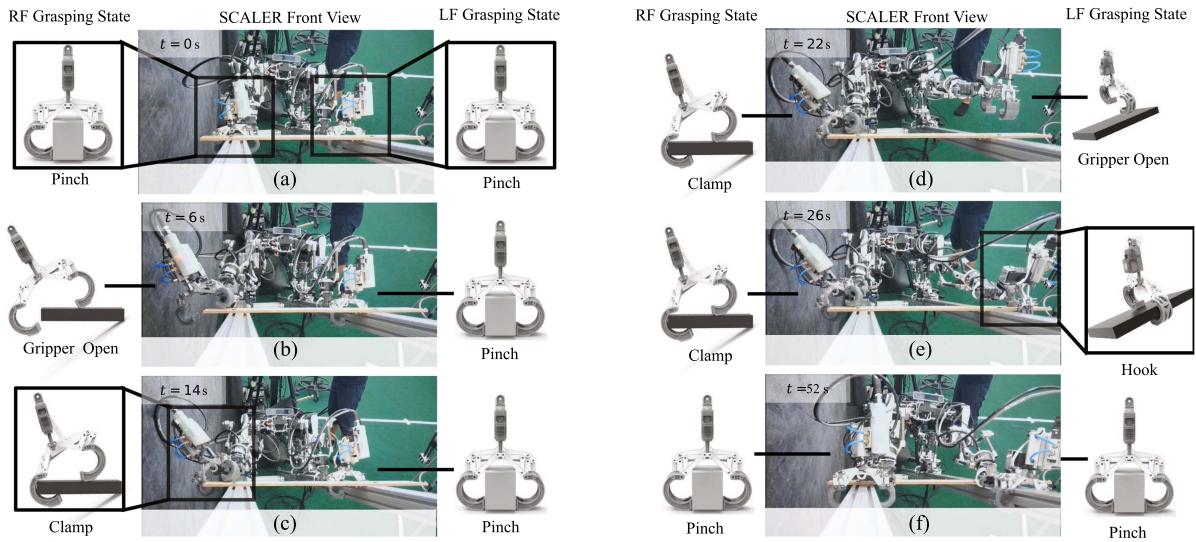 RF Grasping State
SCALER Front View
LF Grasping State
t = 0 s
Pinch
(a)
Pinch
t = 6 s
Gripper Open
(b)
Pinch
t = 14 s
Clamp
(c)
Pinch
RF Grasping State
SCALER Front View
LF Grasping State
t = 22 s
Clamp
(d)
Gripper Open
t = 26 s
Clamp
(e)
Hook
t =52 s
Pinch
(f)
Pinch